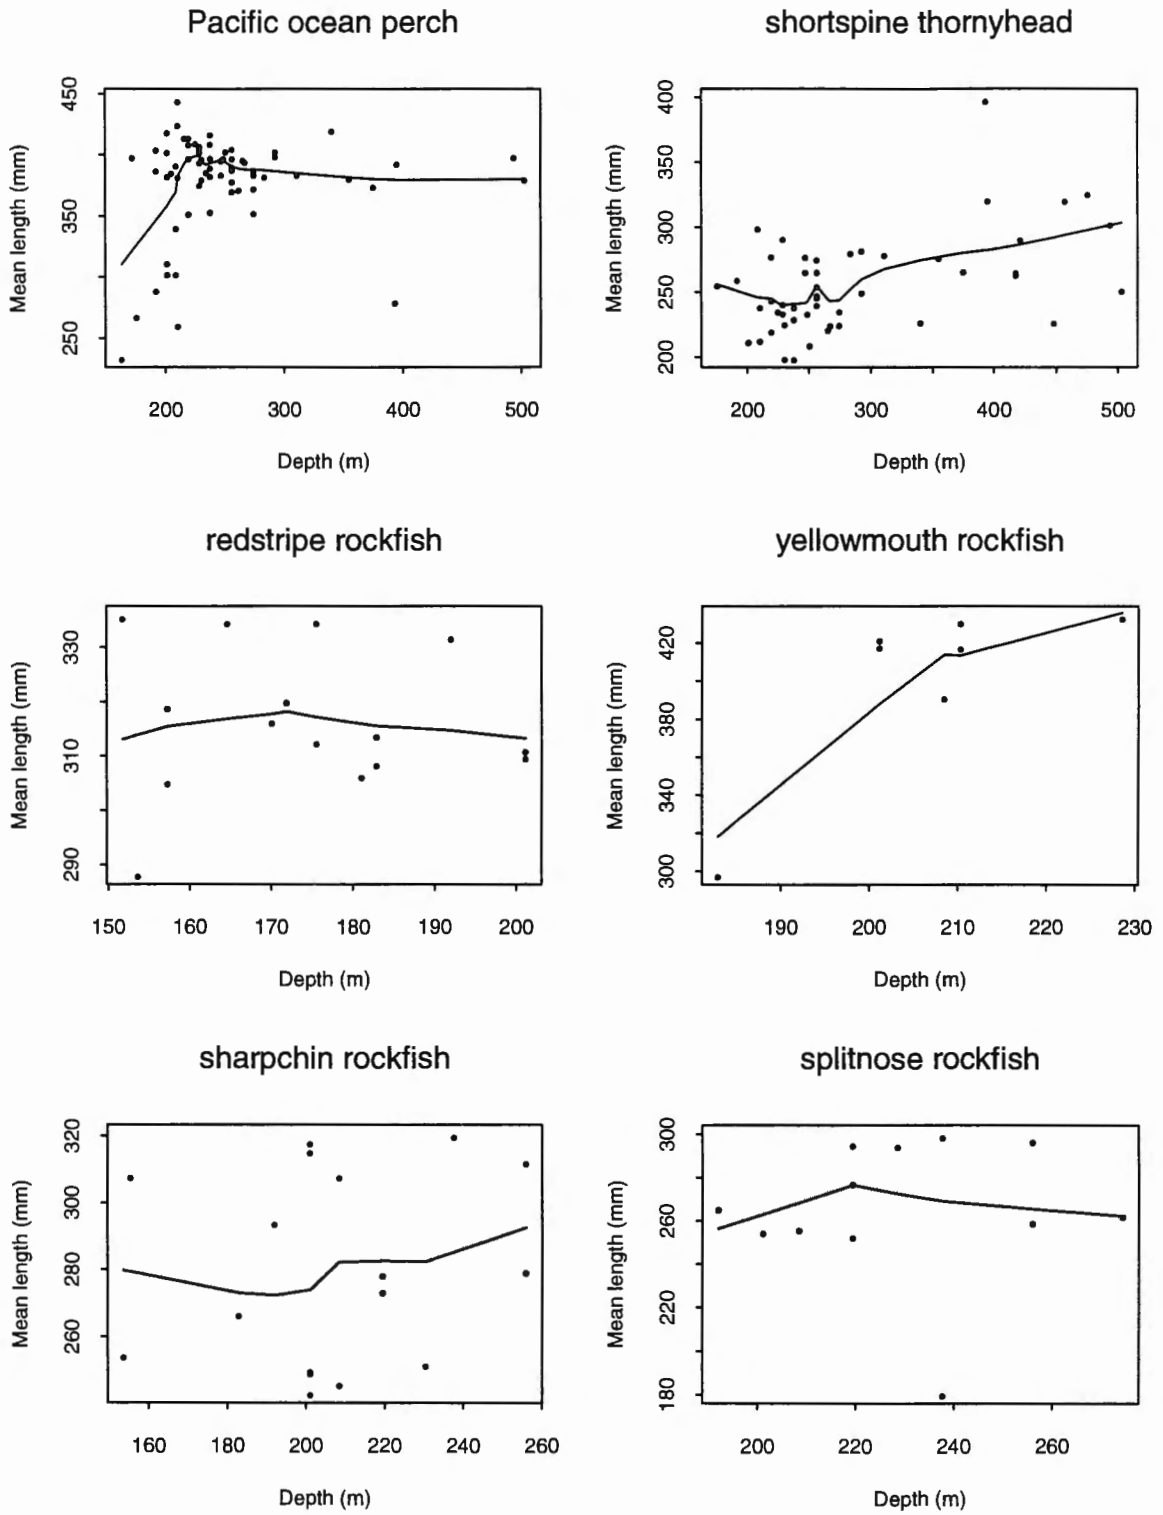 Pacific ocean perch
450
350
250
Mean length (mm)
200 300 400 500
Depth (m)
shortspine thornyhead
400
350
300
250
200
Mean length (mm)
200 300 400 500
Depth (m)
redstripe rockfish
330
310
290
Mean length (mm)
150 160 170 180 190 200
Depth (m)
yellowmouth rockfish
420
380
340
300
Mean length (mm)
190 200 210 220 230
Depth (m)
sharpchin rockfish
320
300
280
260
Mean length (mm)
160 180 200 220 240 260
Depth (m)
splitnose rockfish
300
260
220
180
Mean length (mm)
200 220 240 260
Depth (m)